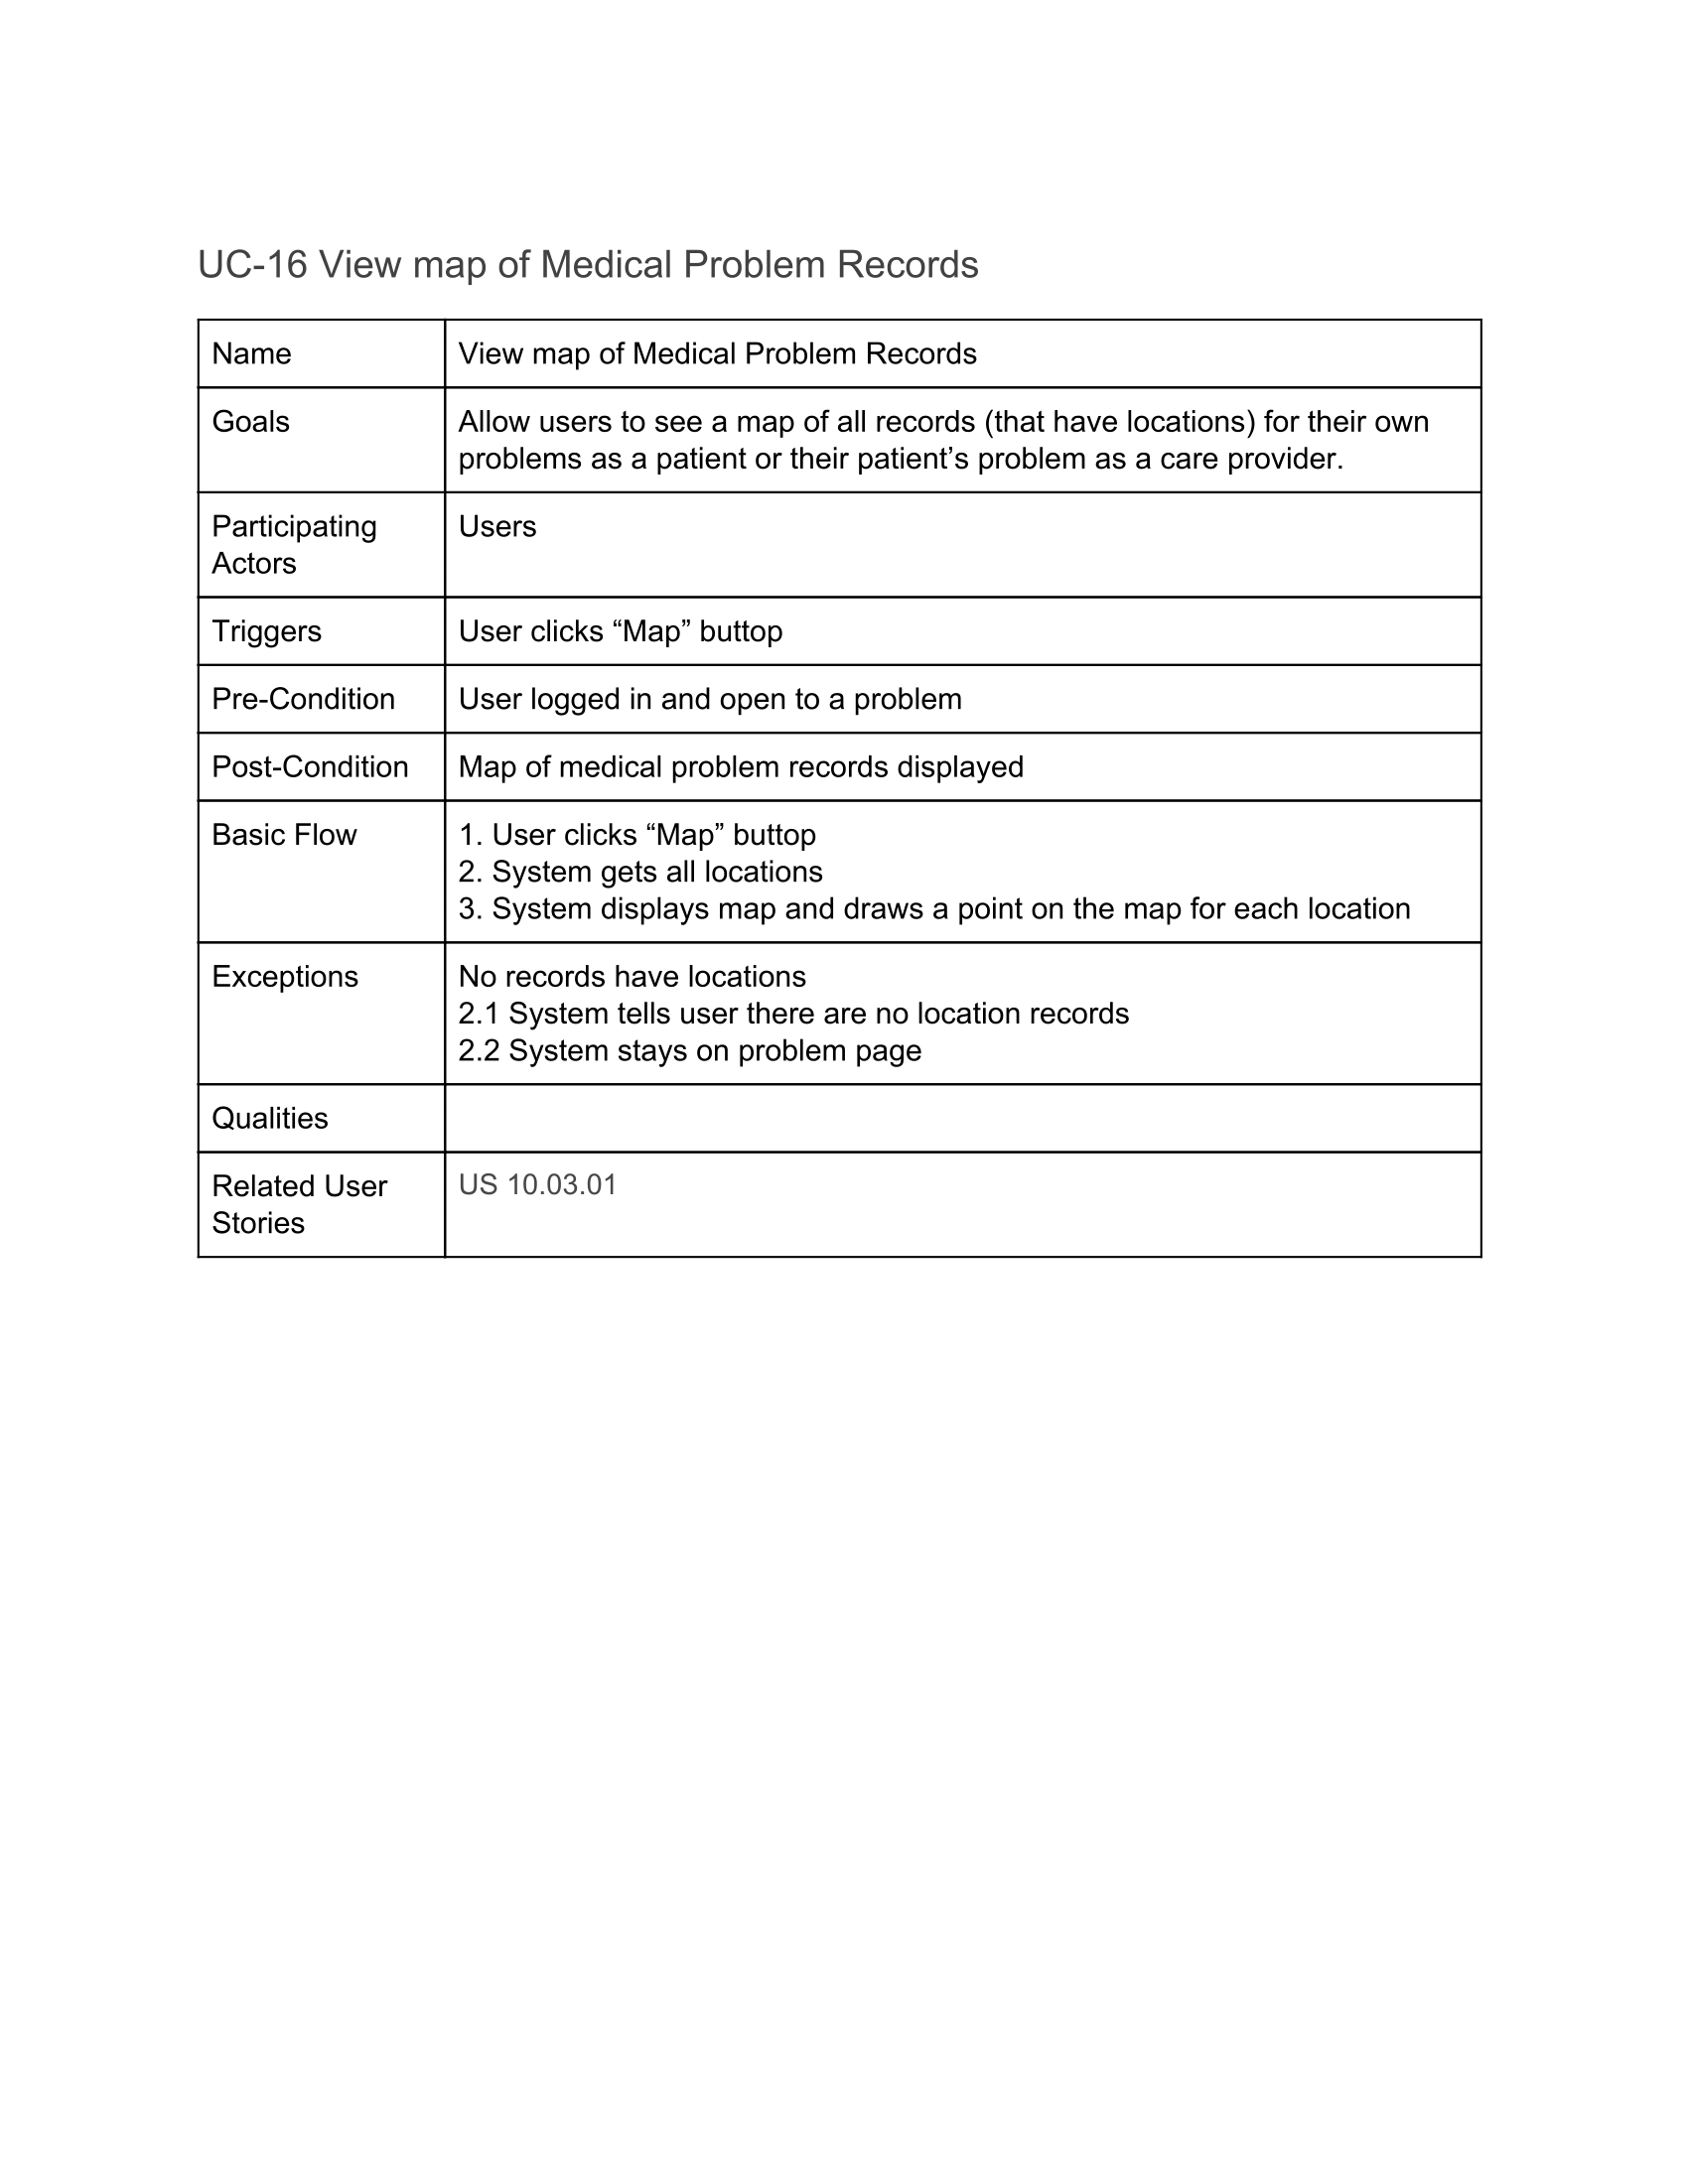 UC-16 View map of Medical Problem Records
Name
View map of Medical Problem Records
Goals
Allow users to see a map of all records (that have locations) for their own
problems as a patient or their patient’s problem as a care provider.
Participating
Actors
Users
Triggers
User clicks “Map” buttop
Pre-Condition
User logged in and open to a problem
Post-Condition
Map of medical problem records displayed
Basic Flow
1. User clicks “Map” buttop
2. System gets all locations
3. System displays map and draws a point on the map for each location
Exceptions
No records have locations
2.1 System tells user there are no location records
2.2 System stays on problem page
Qualities
Related User
Stories
US 10.03.01